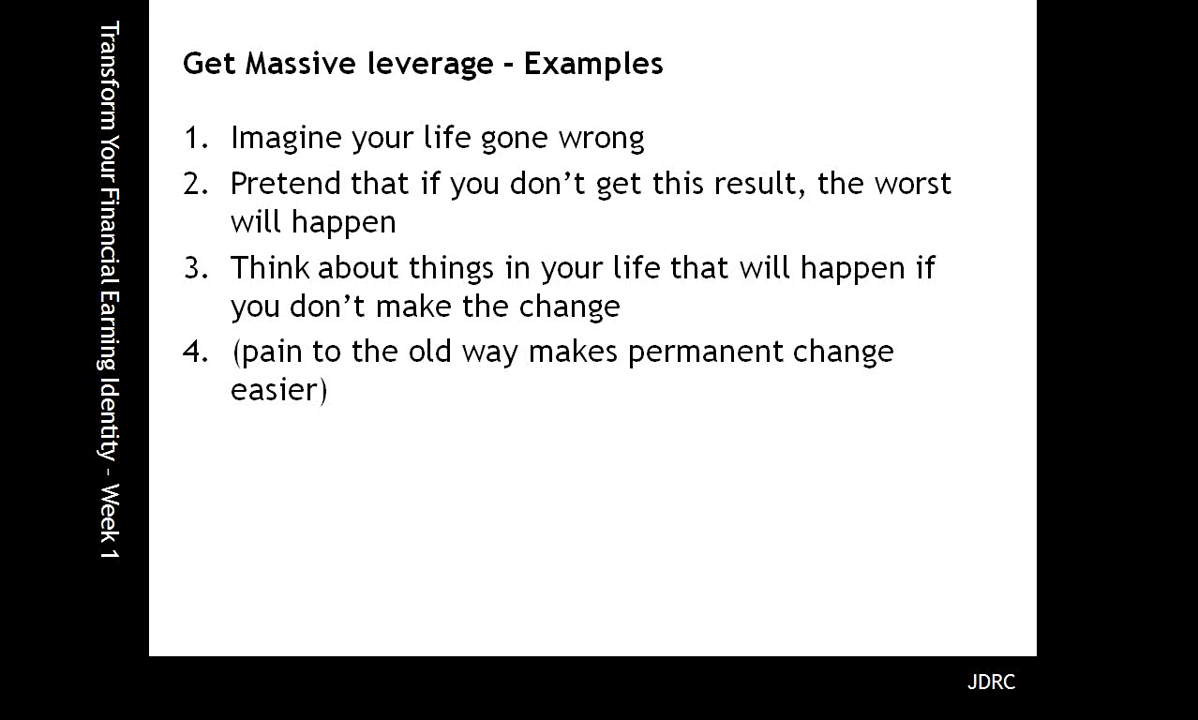 Transform Your Financial Earning Identity - Week 1
Get Massive leverage - Examples
1. Imagine your life gone wrong
2. Pretend that if you don’t get this result, the worst
will happen
3. Think about things in your life that will happen if
you don’t make the change
4. (pain to the old way makes permanent change
easier)
JDRC